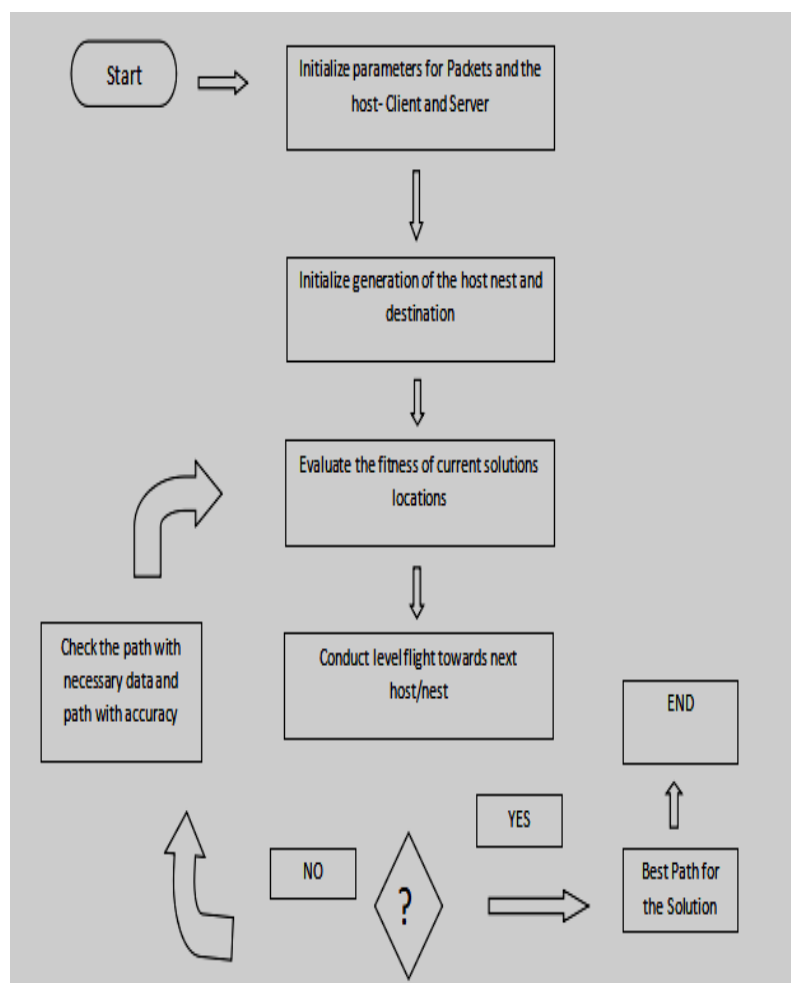 Start
Initialize parameters for Packets and the
host- Client and Server
Initialize generation of the host nest and
destination
Evaluate the fitness of current solutions
locations
Conduct level flight towards next
host/nest
Check the path with
necessary data and
path with accuracy
NO
?
YES
Best Path for
the Solution
END